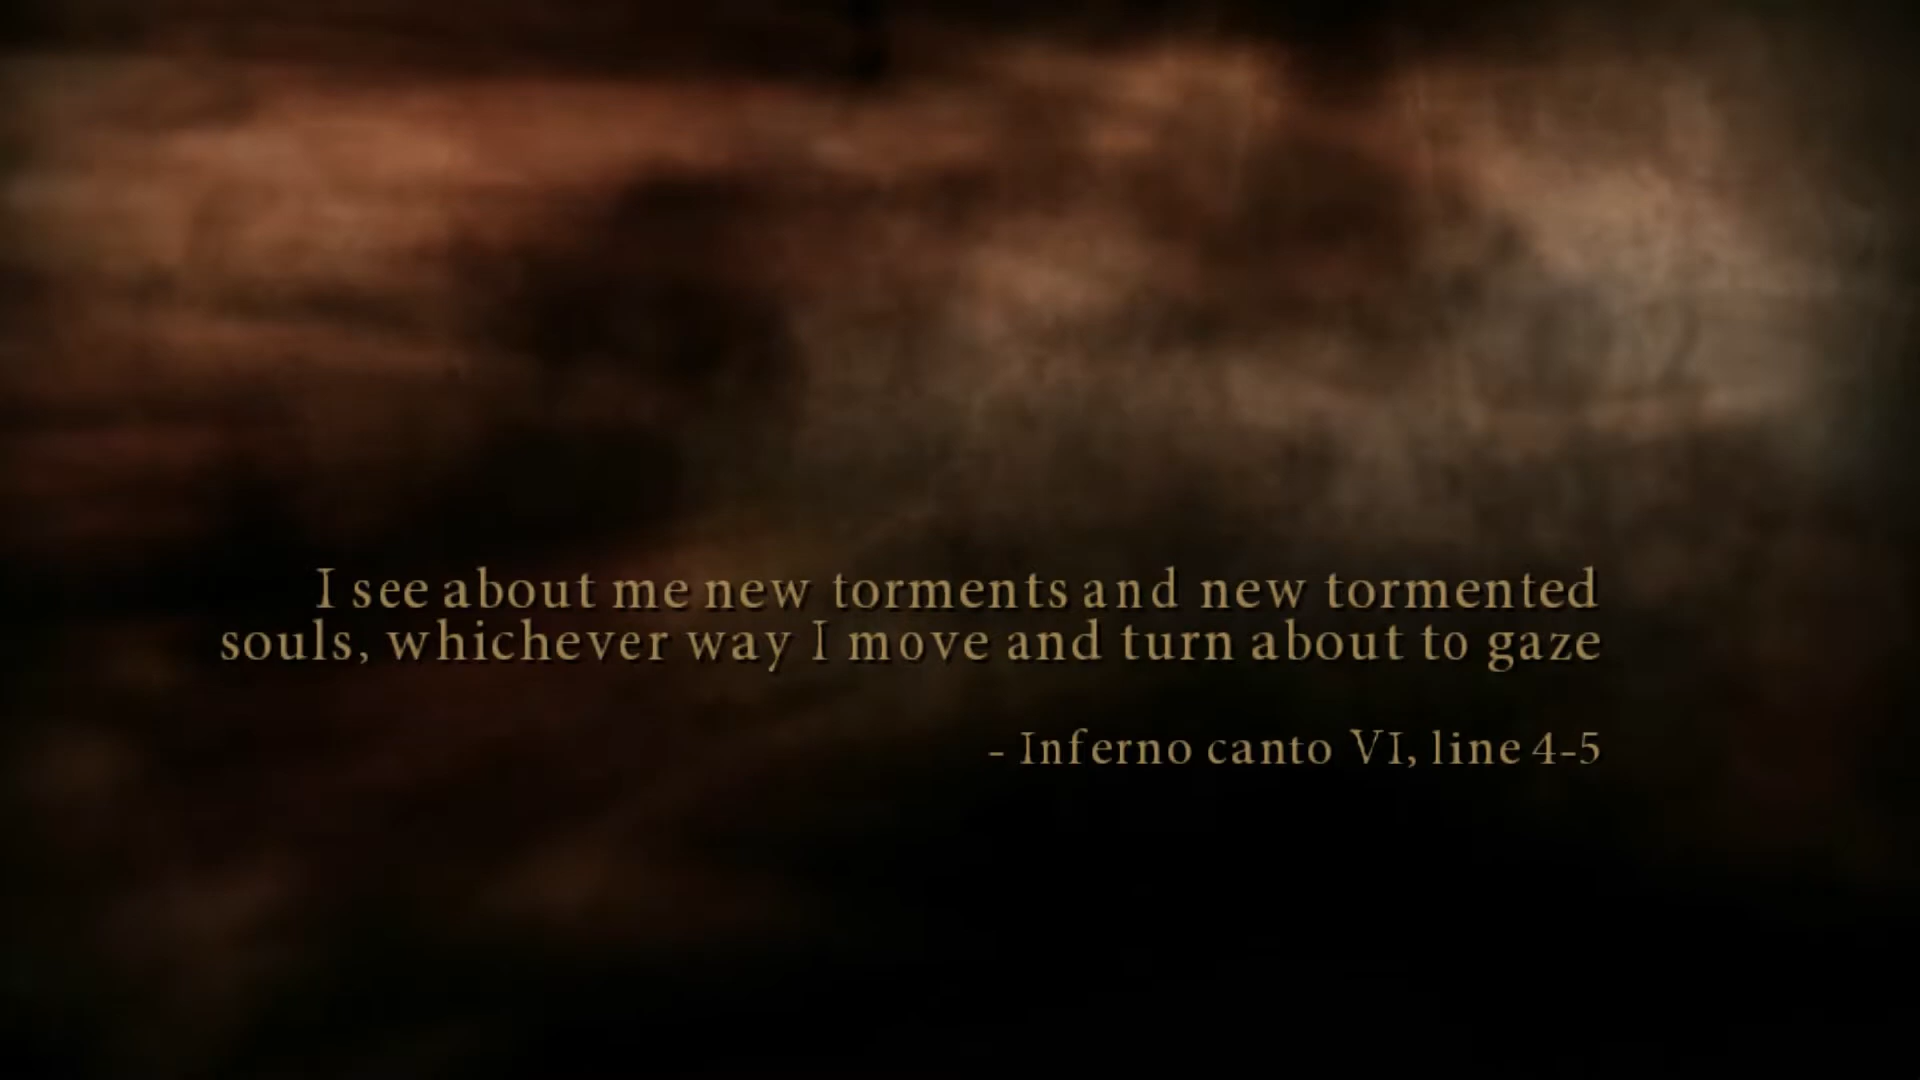 I see about me new torments and new tormented
souls, whichever way I move and turn about to gaze
- Inferno canto VI, line 4-5